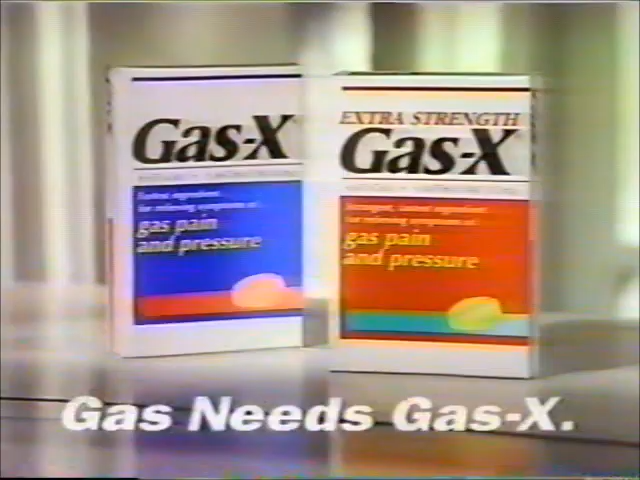 Gas-X
gas pain
and pressure
EXTRA STRENGTH
Gas-X
gas pain
and pressure
Gas Needs Gas-X.